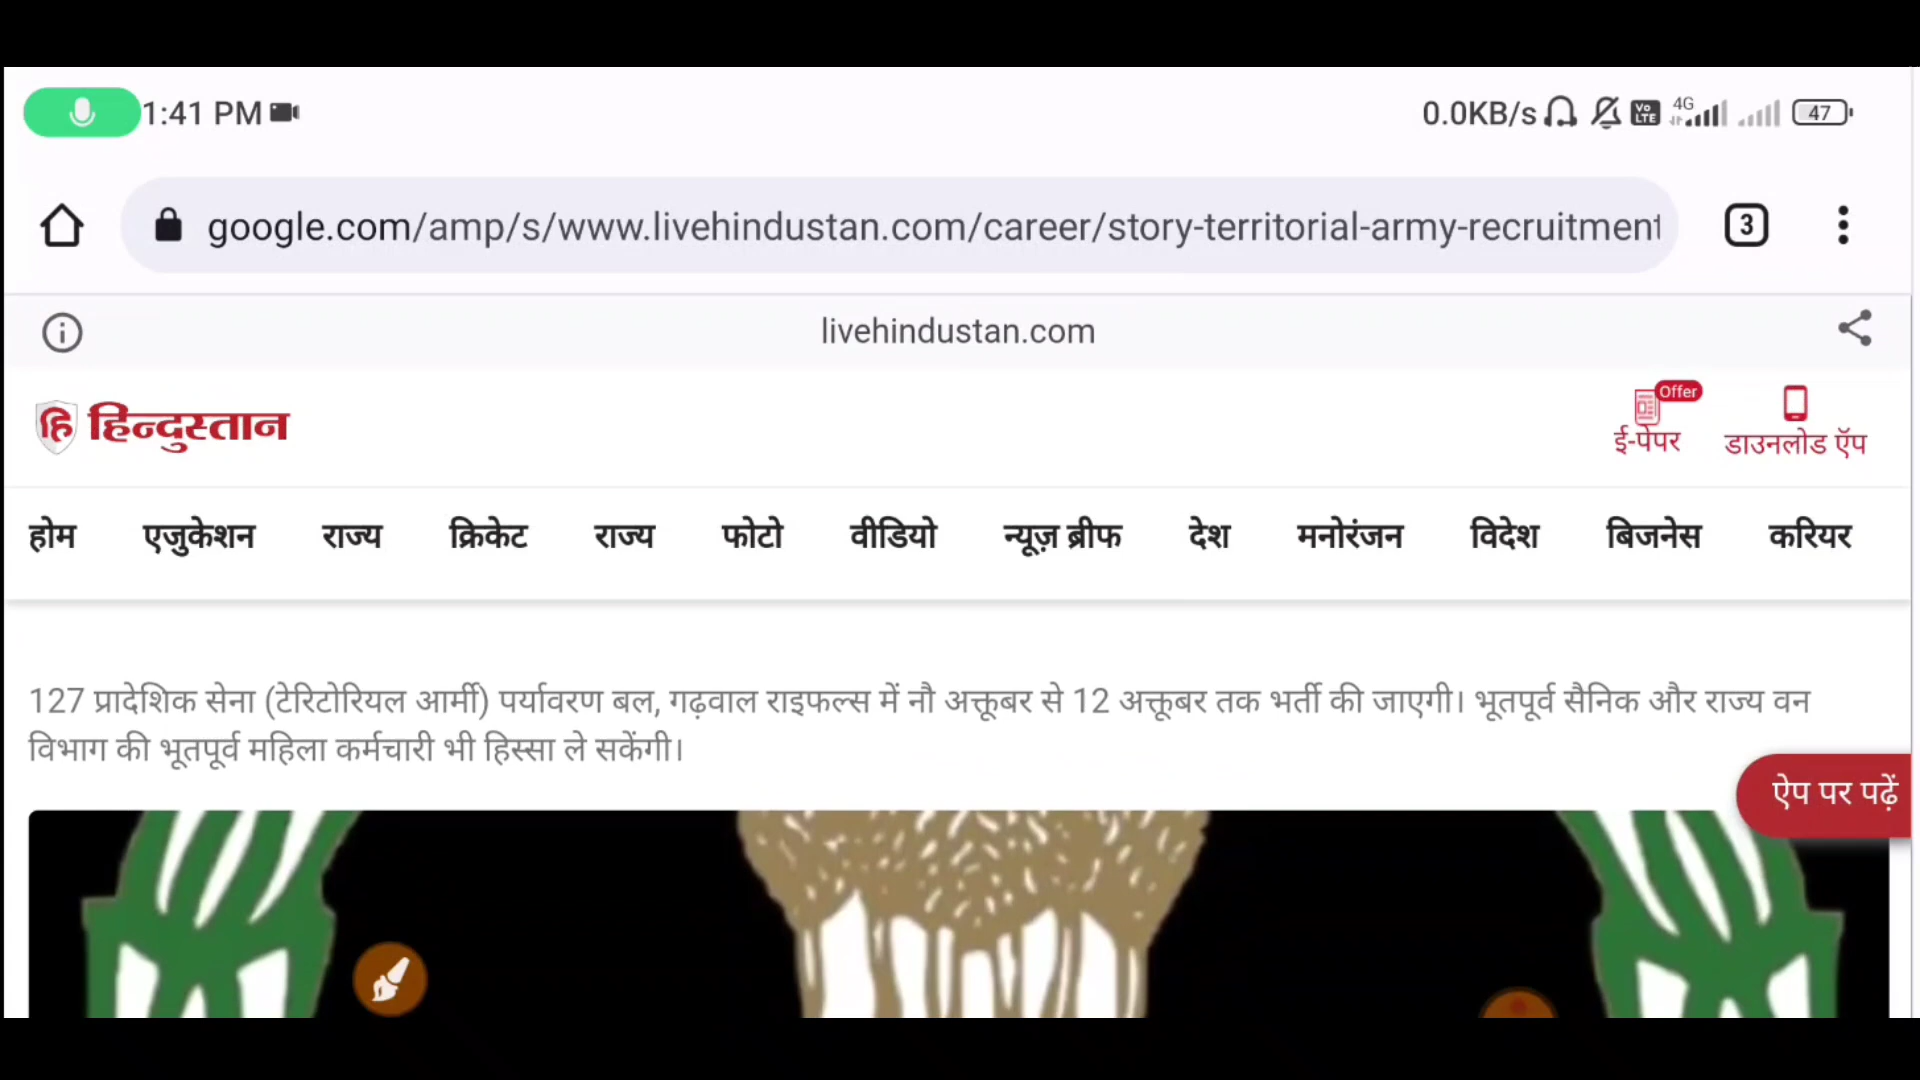 1:41 PM
0.0KB/s
Vo
LTE
4G
47
google.com/amp/s/www.livehindustan.com/career/story-territorial-army-recruitment
3
livehindustan.com
हि हिन्दुस्तान
Offer
ई-पेपर
डाउनलोड ऍप
होम एजुकेशन राज्य क्रिकेट राज्य फोटो वीडियो न्यूज़ ब्रीफ देश मनोरंजन विदेश बिजनेस करियर
127 प्रादेशिक सेना (टेरिटोरियल आर्मी) पर्यावरण बल, गढ़वाल राइफल्स में नौ अक्तूबर से 12 अक्तूबर तक भर्ती की जाएगी। भूतपूर्व सैनिक और राज्य वन
विभाग की भूतपूर्व महिला कर्मचारी भी हिस्सा ले सकेंगी।
ऐप पर पढ़ें